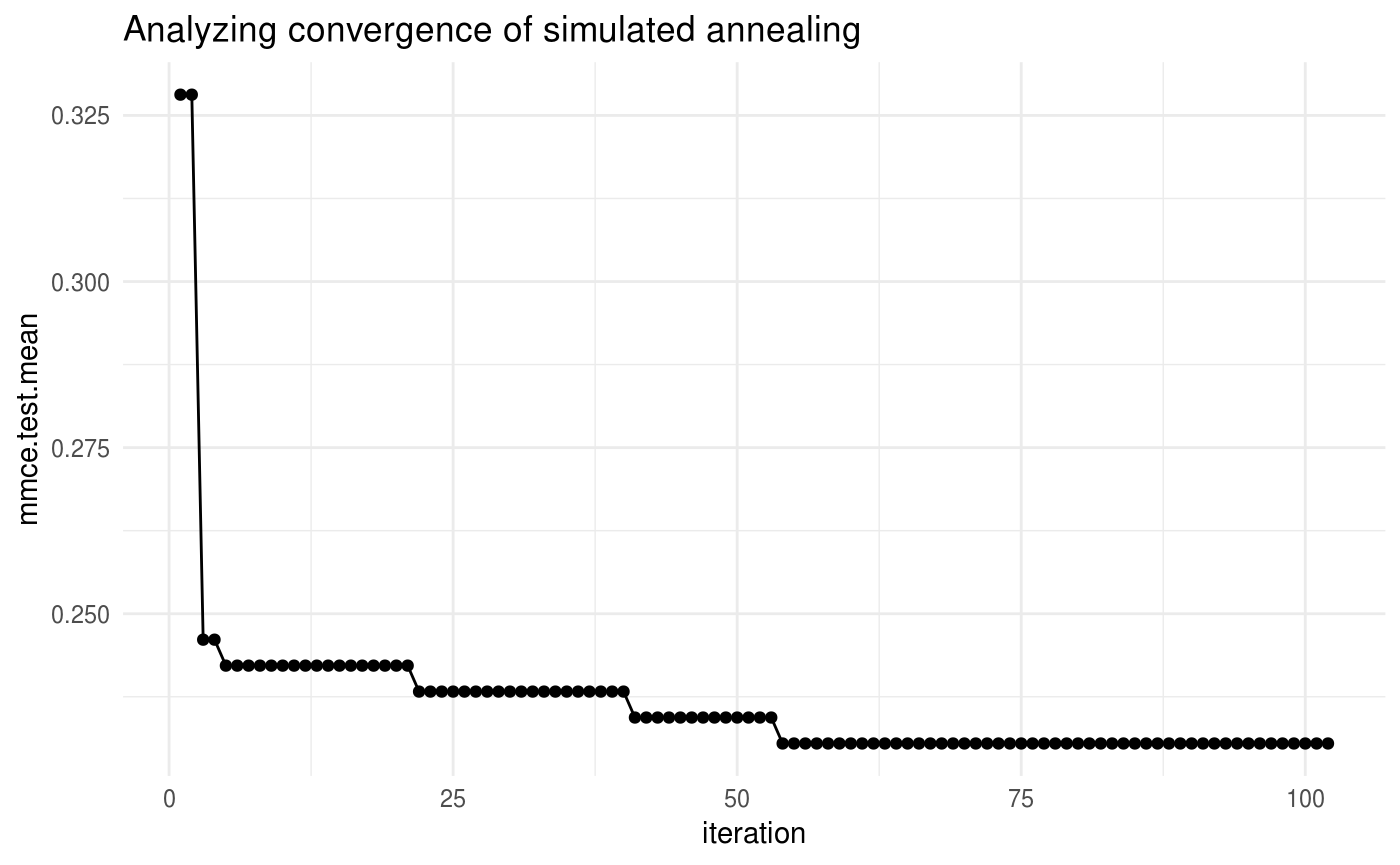 Analyzing convergence of simulated annealing
mmce.test.mean
0.325
0.300
0.275
0.250
0 25 50 75 100
iteration